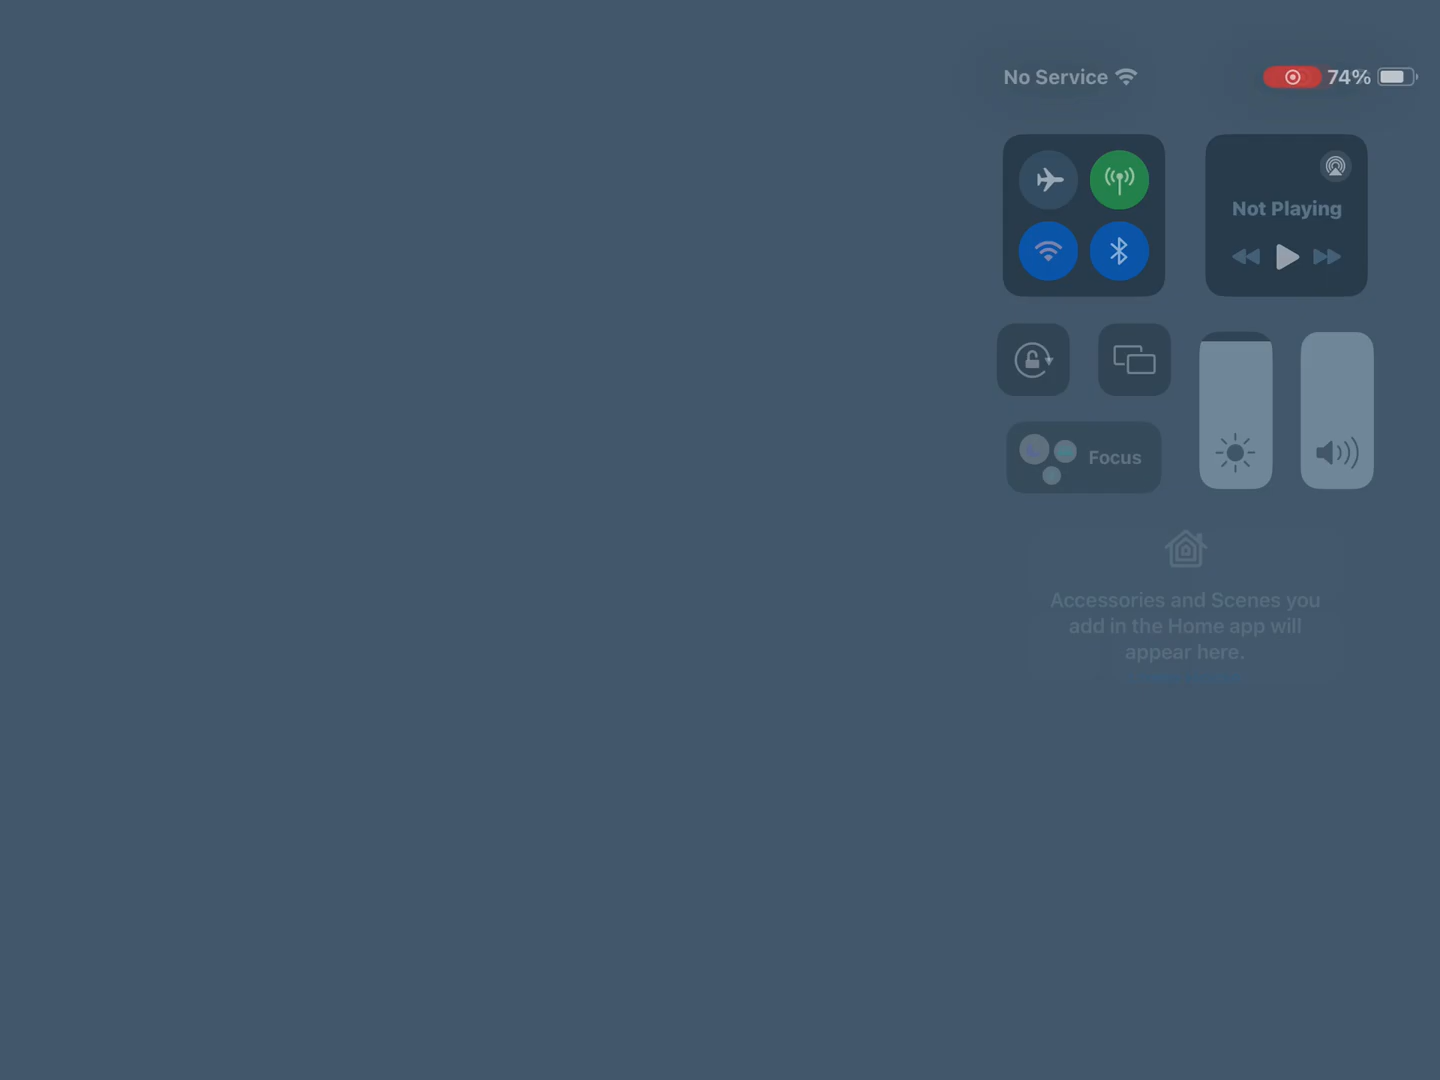 No Service
74%
Not Playing
Focus
Accessories and Scenes you
add in the Home app will
appear here.